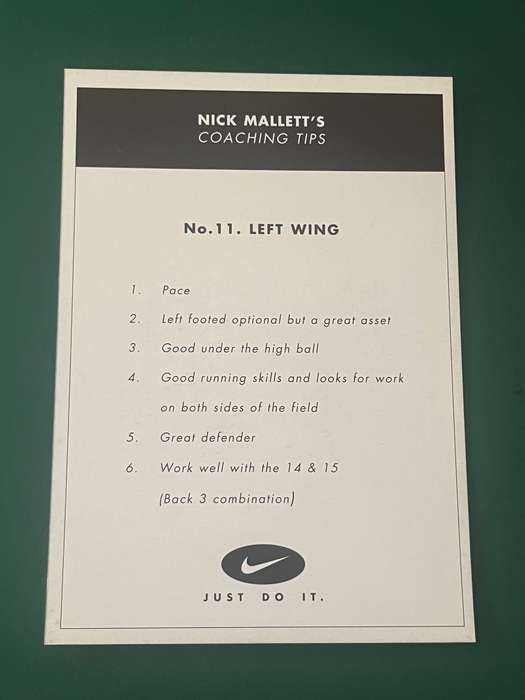 NICK MALLETT'S
COACHING TIPS
No.11. LEFT WING
1. Pace
2. Left footed optional but a great asset
3. Good under the high ball
4. Good running skills and looks for work
on both sides of the field
5. Great defender
6. Work well with the 14 & 15
(Back 3 combination)
JUST DO IT.